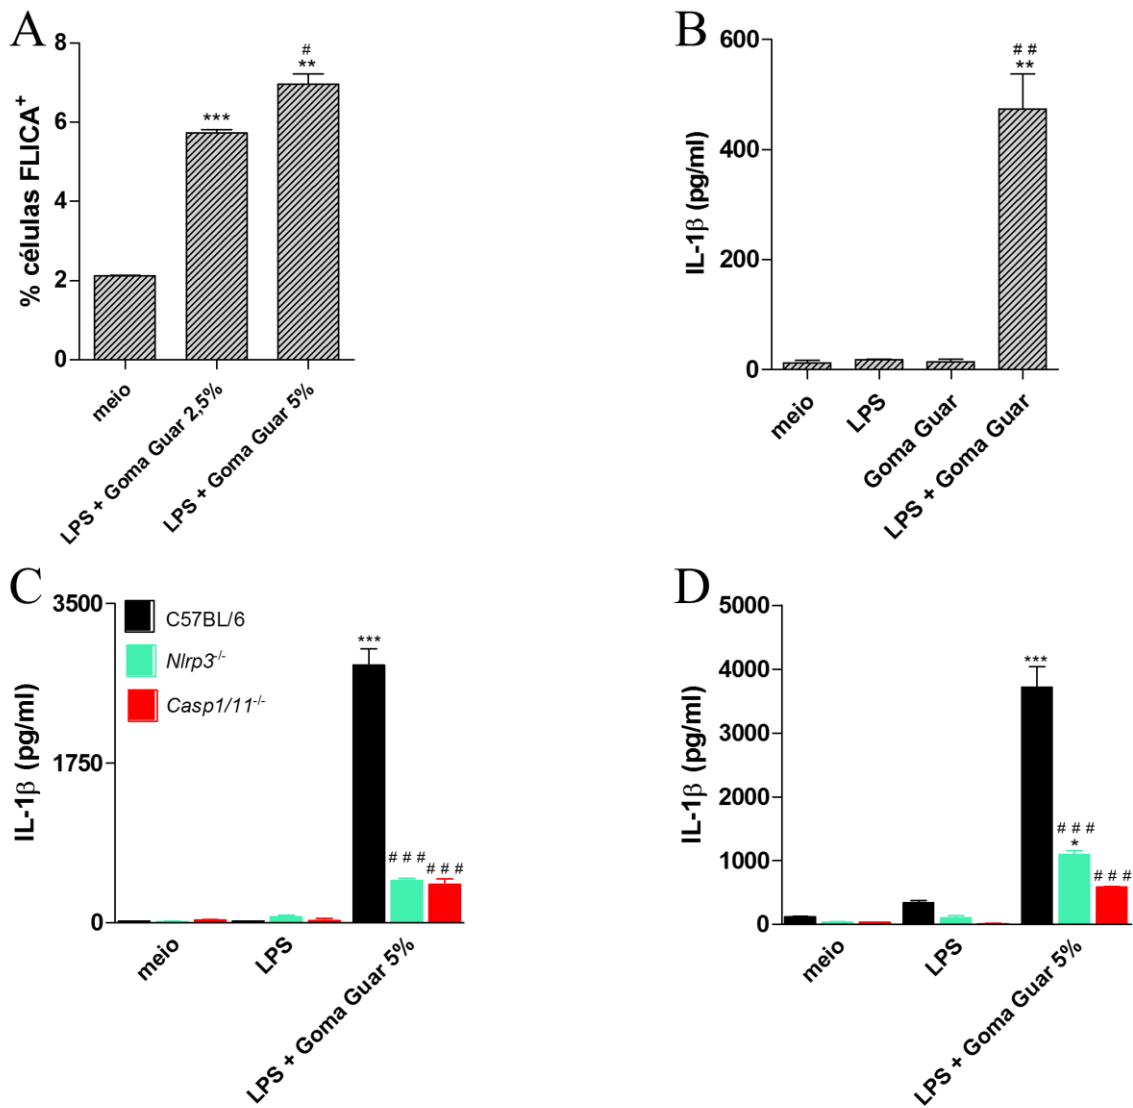 A
% células FLICA+
8
6
4
2
0
***
#
**
meio
LPS + Goma Guar 2,5%
LPS + Goma Guar 5%
B
IL-1β (pg/ml)
600
400
200
0
# #
**
meio
LPS
Goma Guar
LPS + Goma Guar
C
IL-1β (pg/ml)
3500
1750
0
C57BL/6
Nlrp3-/-
Casp1/11-/-
***
# # #
# # #
meio
LPS
LPS + Goma Guar 5%
D
IL-1β (pg/ml)
5000
4000
3000
2000
1000
0
***
# # #
*
# # #
meio
LPS
LPS + Goma Guar 5%